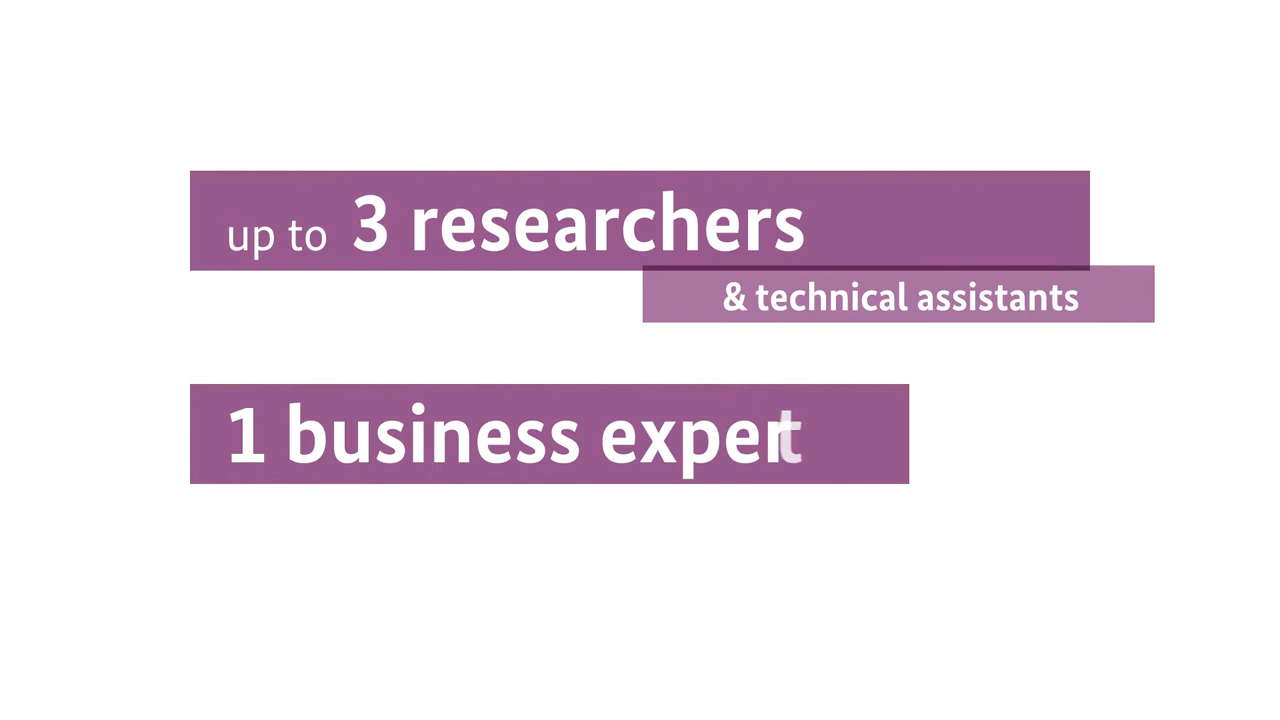 up to 3 researchers
& technical assistants
1 business expert